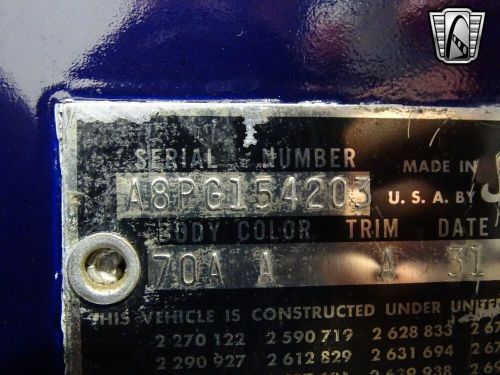 SERIAL NUMBER
MADE IN
A8PG154203
U.S.A. BY
BODY COLOR TRIM DATE
70A A A 31
THIS VEHICLE IS CONSTRUCTED UNDER UNITE
2 270 122 2 590 719 2 628 833
2 290 927 2 612 829 2 631 694